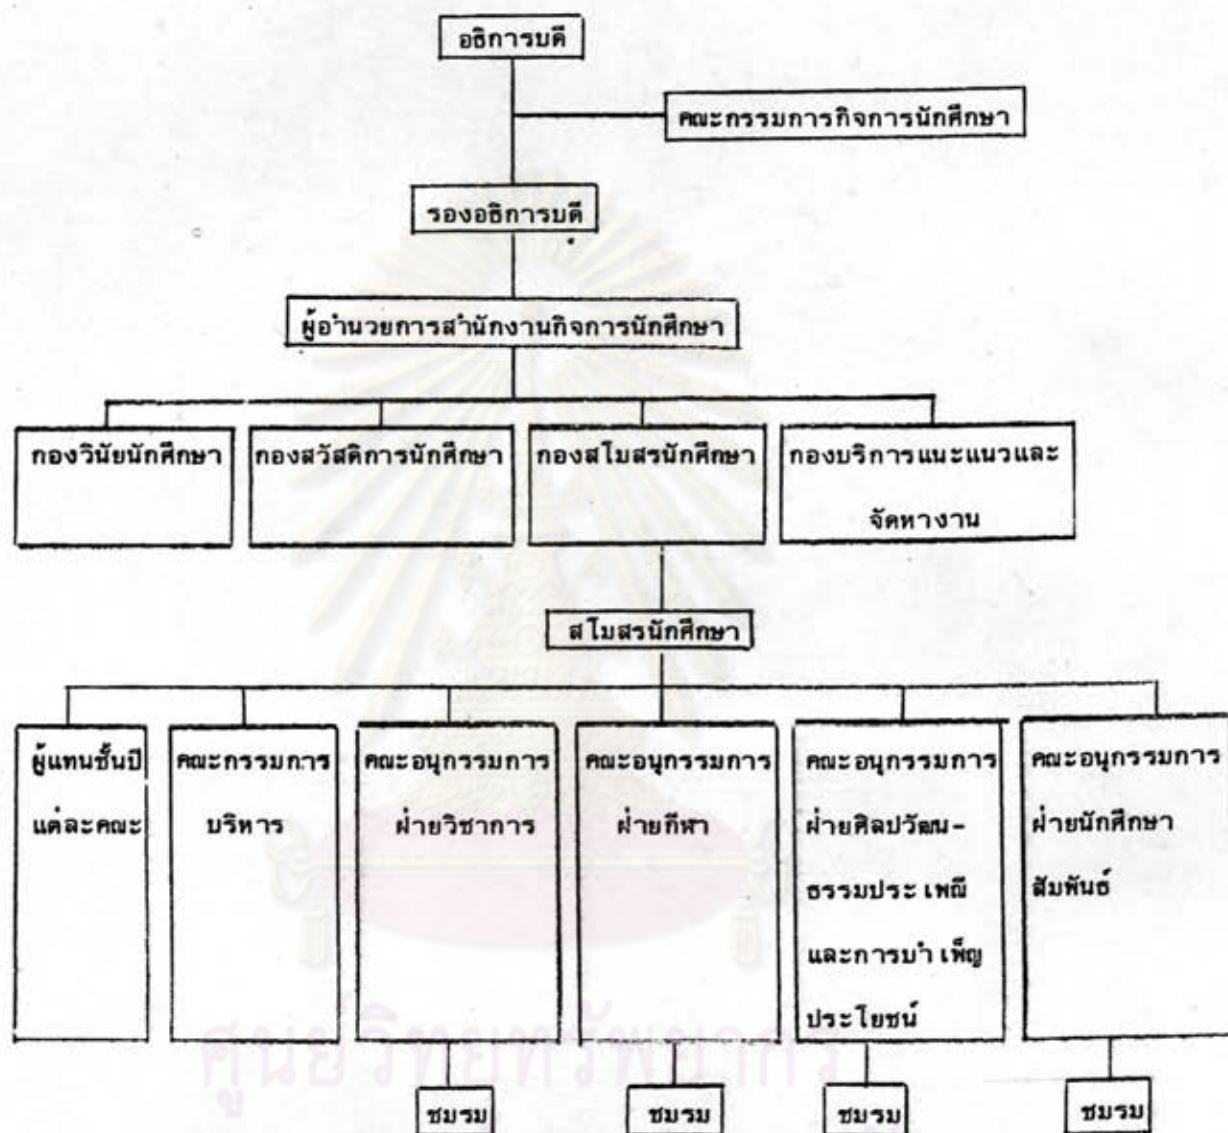 อธิการบดี
คณะกรรมการกิจการนักศึกษา
รองอธิการบดี
ผู้อำนวยการสำนักงานกิจการนักศึกษา
กองวินัยนักศึกษา
กองสวัสดิการนักศึกษา
กองสโมสรนักศึกษา
กองบริการแนะแนวและ
จัดหางาน
สโมสรนักศึกษา
ผู้แทนชั้นปี
แต่ละคณะ
คณะกรรมการ
บริหาร
คณะอนุกรรมการ
ฝ่ายวิชาการ
คณะอนุกรรมการ
ฝ่ายกีฬา
คณะอนุกรรมการ
ฝ่ายศิลปวัฒน-
ธรรมประเพณี
และการบำเพ็ญ
ประโยชน์
คณะอนุกรรมการ
ฝ่ายนักศึกษา
สัมพันธ์
ศูนย์วิทยทรัพยากร
ชมรม
ชมรม
ชมรม
ชมรม